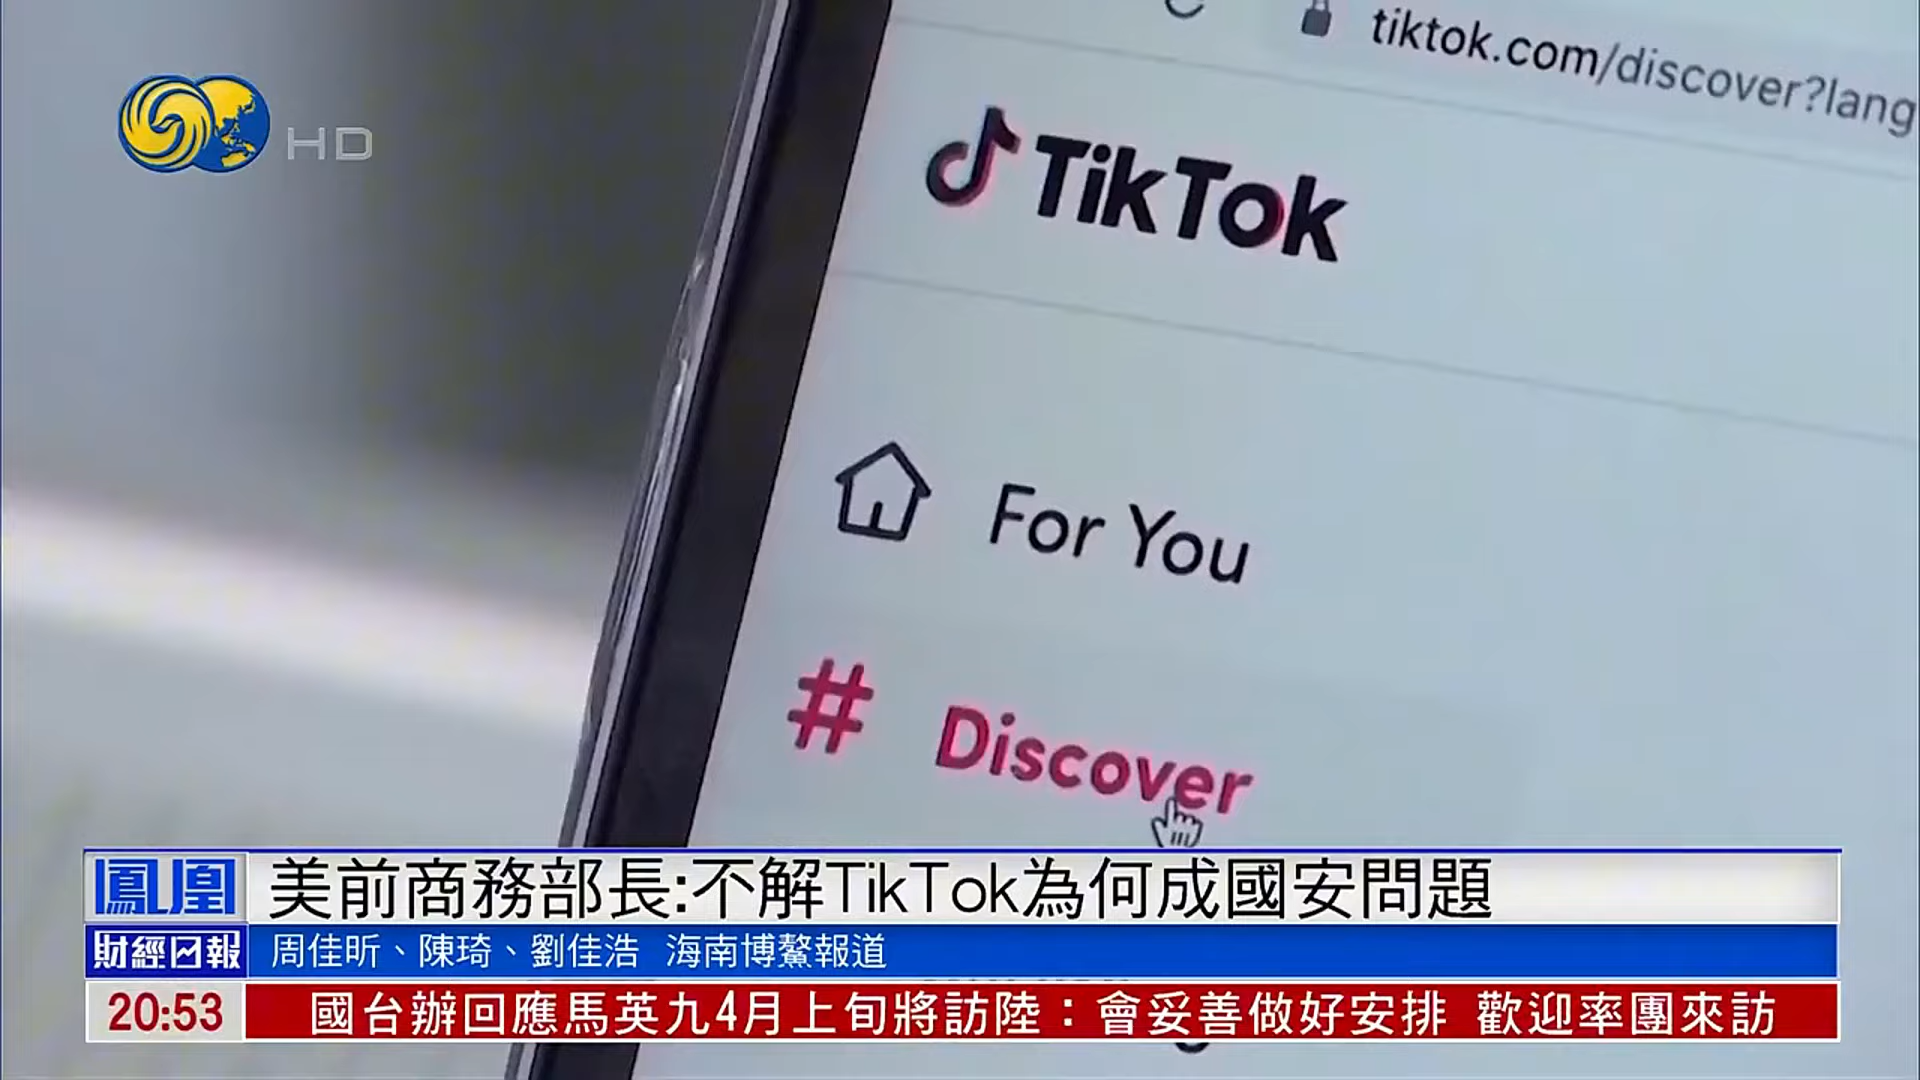 tiktok.com/discover?lang
HD
TikTok
For You
# Discover
鳳凰
美前商務部長:不解TikTok為何成國安問題
財經日報
周佳昕、陳琦、劉佳浩 海南博鰲報道
20:53
國台辦回應馬英九4月上旬將訪陸：會妥善做好安排 歡迎率團來訪